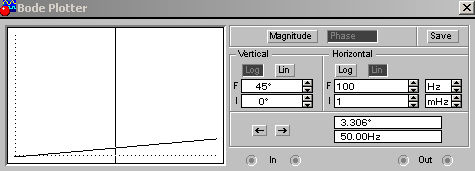 Bode Plotter
Magnitude Phase Save
Vertical Horizontal
Log Lin Log Lin
F 45° F 100 Hz
I 0° I 1 mHz
← → 3.306°
50.00Hz
In Out